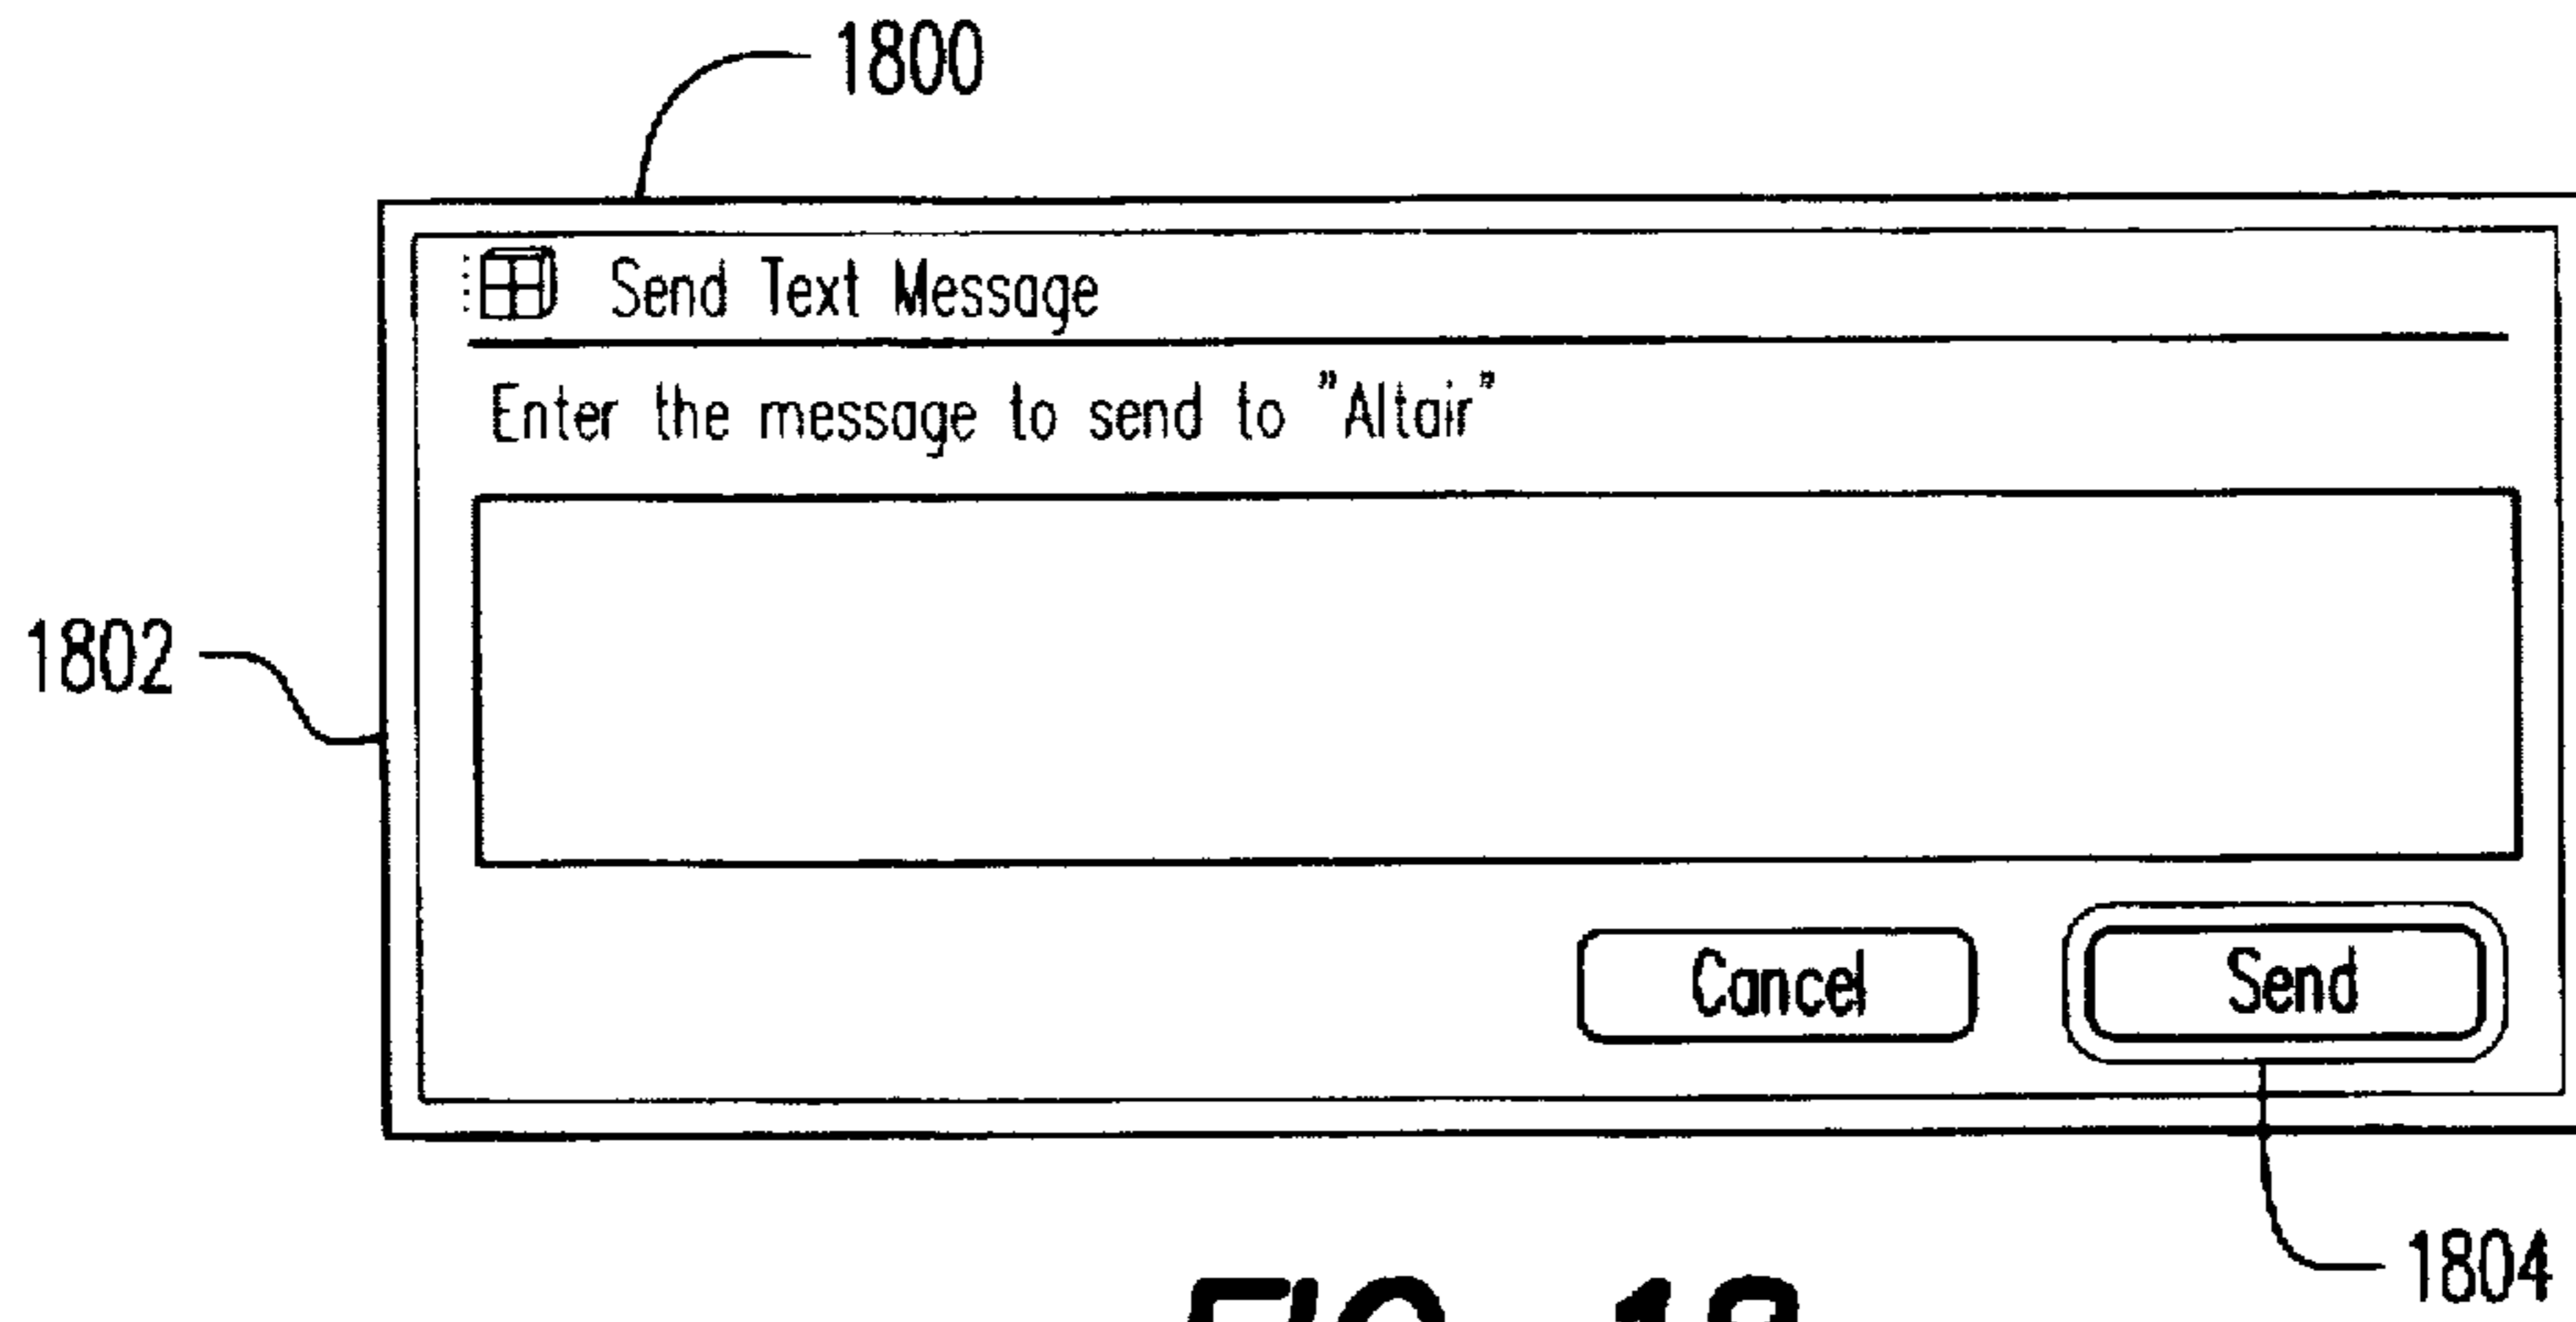 1800
Send Text Message
Enter the message to send to "Altair"
1802
Cancel Send
1804